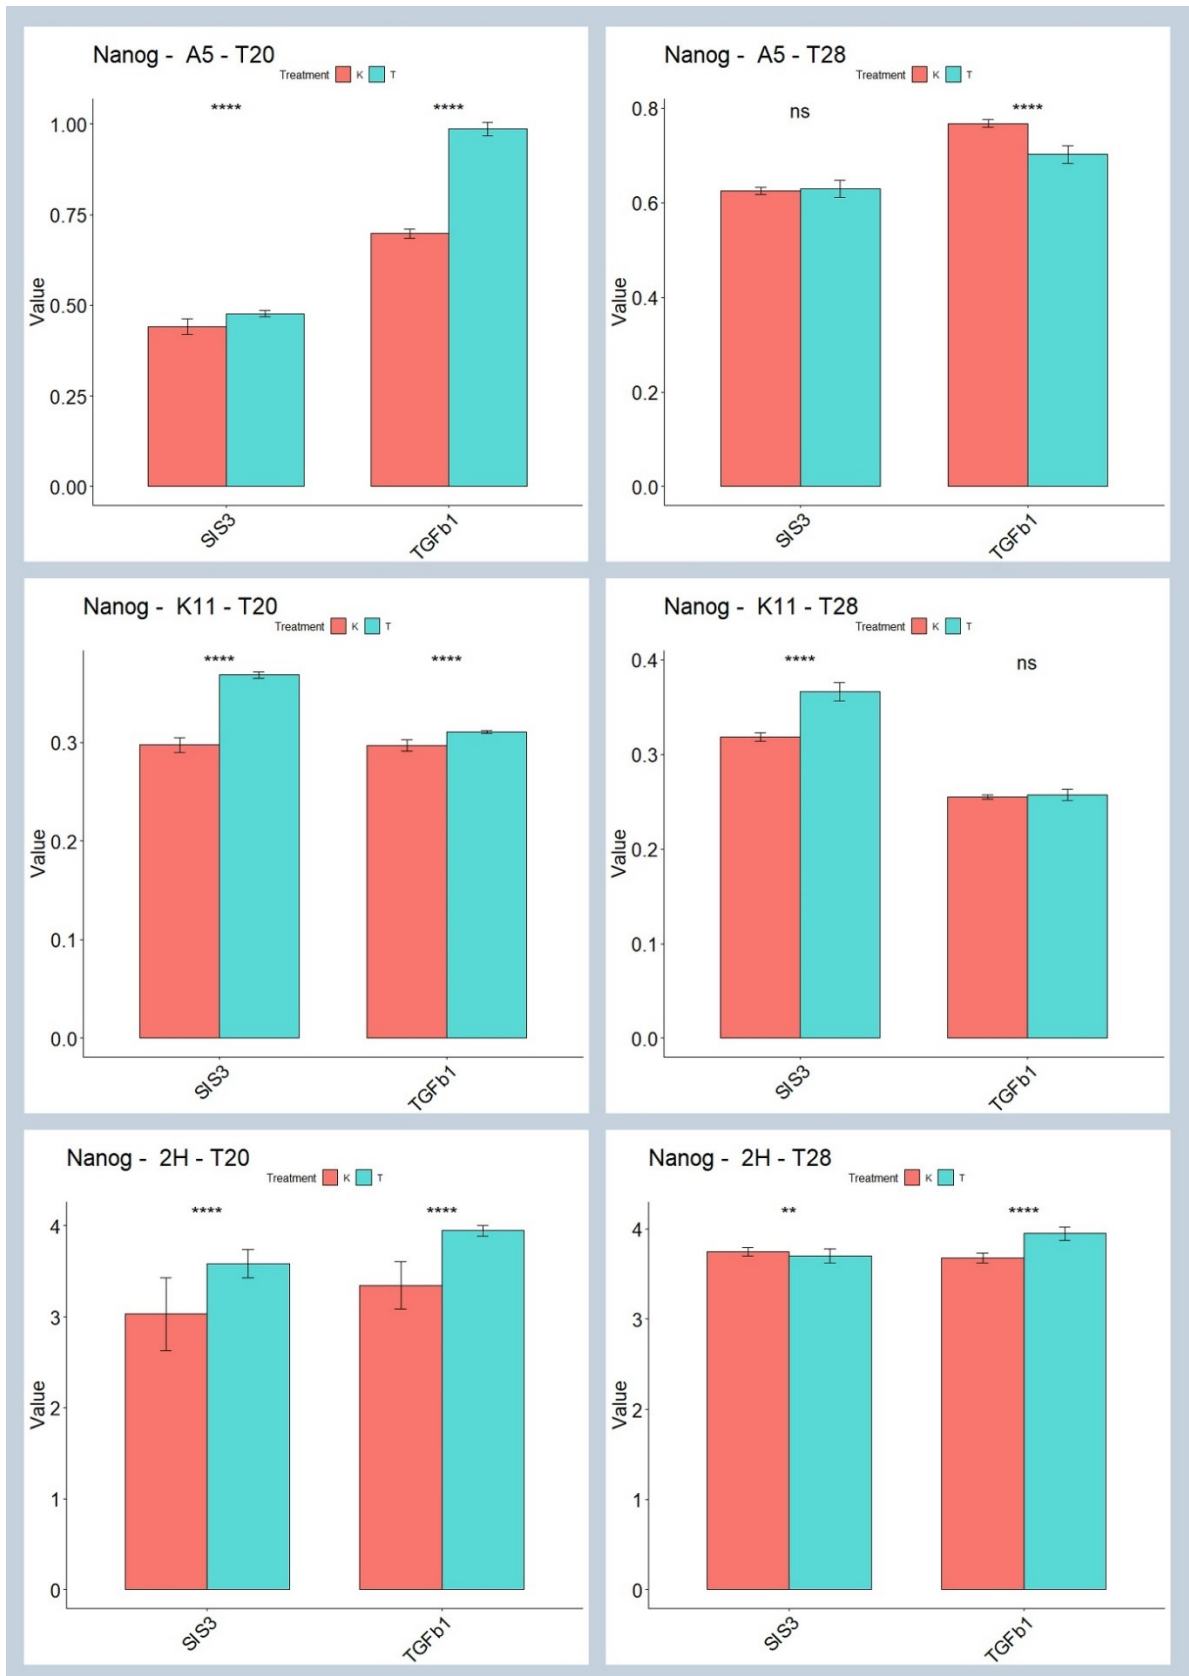 Nanog - A5 - T20
Treatment K T
**** ****
1.00
0.75
0.50
0.25
0.00
Value
SIS3 TGFb1
Nanog - A5 - T28
Treatment K T
ns ****
0.8
0.6
0.4
0.2
0.0
Value
SIS3 TGFb1
Nanog - K11 - T20
Treatment K T
**** ****
0.3
0.2
0.1
0.0
Value
SIS3 TGFb1
Nanog - K11 - T28
Treatment K T
**** ns
0.4
0.3
0.2
0.1
0.0
Value
SIS3 TGFb1
Nanog - 2H - T20
Treatment K T
**** ****
4
3
2
1
0
Value
SIS3 TGFb1
Nanog - 2H - T28
Treatment K T
** ****
4
3
2
1
0
Value
SIS3 TGFb1